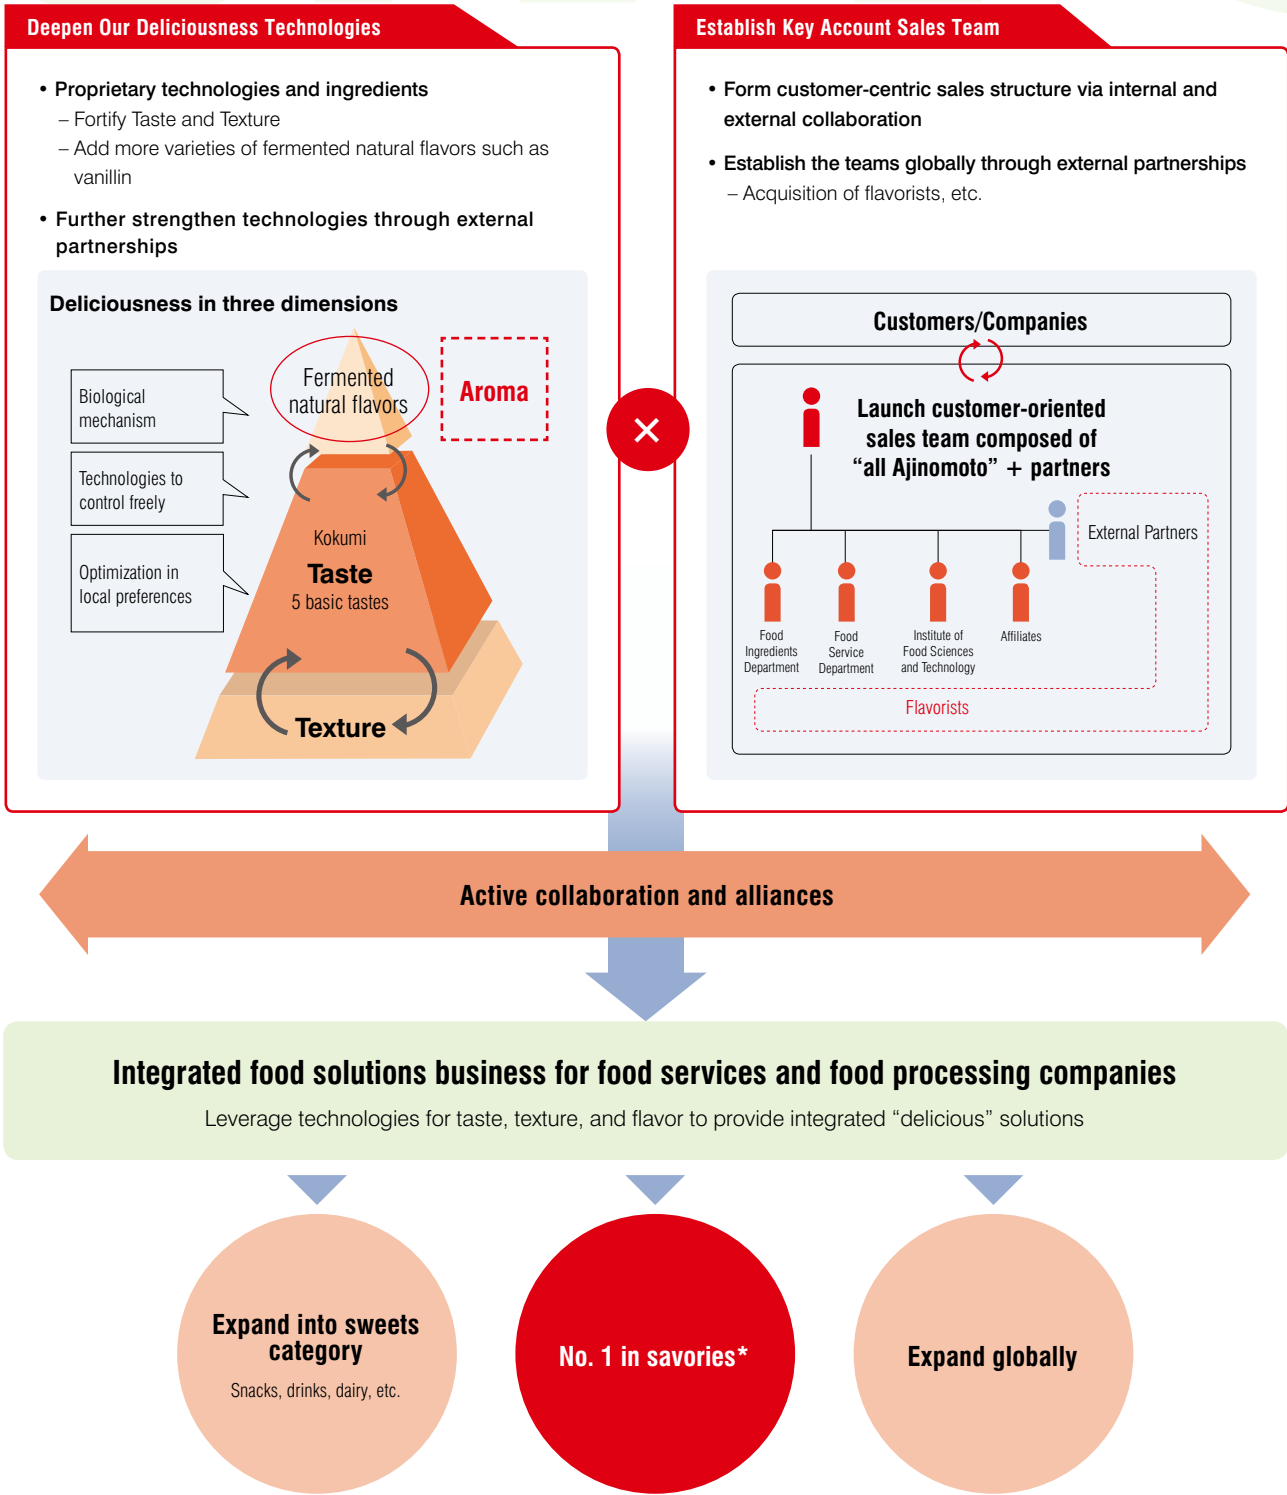 Deepen Our Deliciousness Technologies
• Proprietary technologies and ingredients
– Fortify Taste and Texture
– Add more varieties of fermented natural flavors such as
vanillin
• Further strengthen technologies through external
partnerships
Deliciousness in three dimensions
Biological
mechanism
Technologies to
control freely
Optimization in
local preferences
Fermented
natural flavors
Aroma
Kokumi
Taste
5 basic tastes
Texture
×
Establish Key Account Sales Team
• Form customer-centric sales structure via internal and
external collaboration
• Establish the teams globally through external partnerships
– Acquisition of flavorists, etc.
Customers/Companies
Launch customer-oriented
sales team composed of
“all Ajinomoto” + partners
External Partners
Food
Ingredients
Department
Food
Service
Department
Institute of
Food Sciences
and Technology
Affiliates
Flavorists
Active collaboration and alliances
Integrated food solutions business for food services and food processing companies
Leverage technologies for taste, texture, and flavor to provide integrated “delicious” solutions
Expand into sweets
category
Snacks, drinks, dairy, etc.
No. 1 in savories*
Expand globally